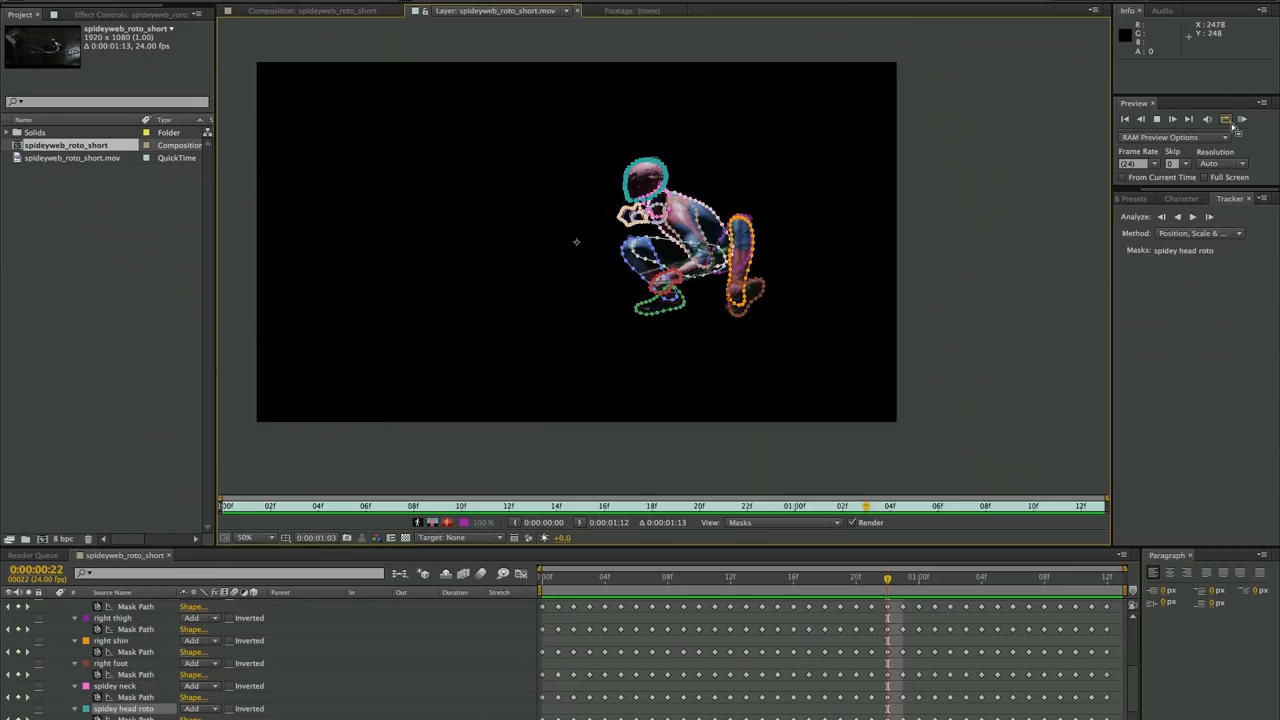 Project
Effect Controls: spideyweb_roto
spideyweb_roto_short
1920 x 1080 (1.00)
Δ 0:00:01:13, 24.00 fps
Name
Type
Solids
Folder
spideyweb_roto_short
Composition
spideyweb_roto_short.mov
QuickTime
8 bpc
Composition: spideyweb_roto_short
Layer: spideyweb_roto_short.mov
Footage: (none)
:00f 02f 04f 06f 08f 10f 12f 14f 16f 18f 20f 22f 01:00f 02f 04f 06f 08f 10f 12f
100 %
0:00:00:00
0:00:01:12
Δ 0:00:01:13
View: Masks
Render
50%
0:00:01:03
Target: None
+0.0
Info
Audio
R:
G:
B:
A: 0
X: 2478
Y: 248
Preview
RAM Preview Options
Frame Rate
Skip
Resolution
(24)
0
Auto
From Current Time
Full Screen
& Presets
Character
Tracker
Analyze:
Method: Position, Scale & ...
Masks: spidey head roto
Render Queue
spideyweb_roto_short
0:00:00:22
00022 (24.00 fps)
:00f 04f 08f 12f 16f 20f 01:00f 04f 08f 12f
# Source Name
Parent
In
Out
Duration
Stretch
Mask Path
Shape...
right thigh
Add
Inverted
Mask Path
Shape...
right shin
Add
Inverted
Mask Path
Shape...
right foot
Add
Inverted
Mask Path
Shape...
spidey neck
Add
Inverted
Mask Path
Shape...
spidey head roto
Add
Inverted
Paragraph
0 px
0 px
0 px
0 px
0 px